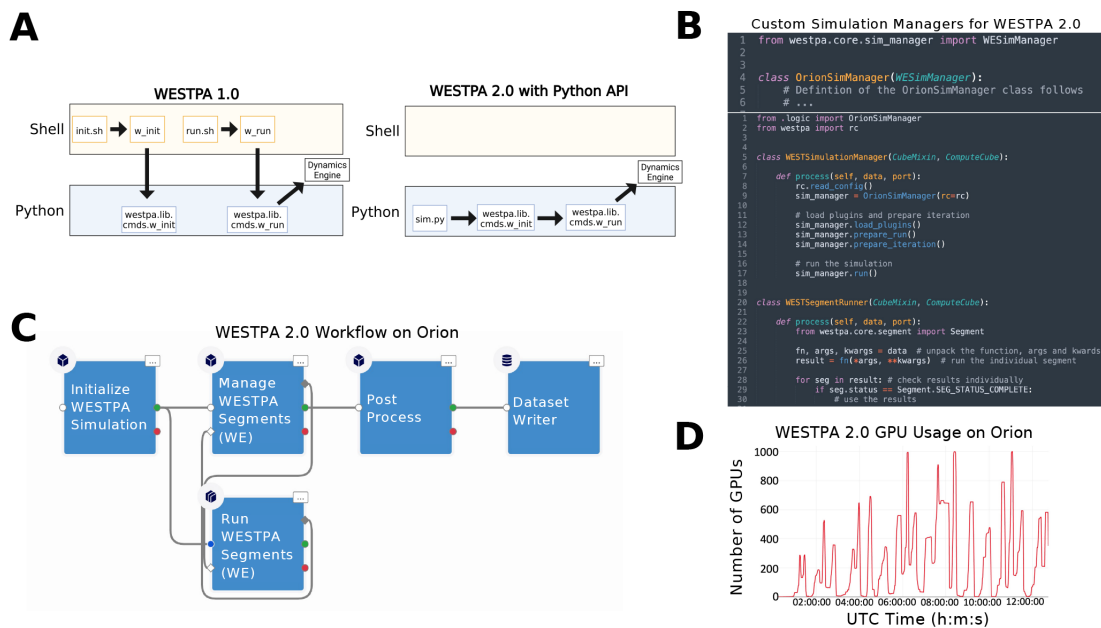 A
WESTPA 1.0
Shell
init.sh
w_init
run.sh
w_run
Dynamics
Engine
Python
westpa.lib.
cmds.w_init
westpa.lib.
cmds.w_run
WESTPA 2.0 with Python API
Shell
Dynamics
Engine
Python
sim.py
westpa.lib.
cmds.w_init
westpa.lib.
cmds.w_run
B
Custom Simulation Managers for WESTPA 2.0
1 from westpa.core.sim_manager import WESimManager
2
3
4 class OrionSimManager(WESimManager):
5 # Defintion of the OrionSimManager class follows
6 # ...
1 from .logic import OrionSimManager
2 from westpa import rc
3
4
5 class WESTSimulationManager(CubeMixin, ComputeCube):
6
7 def process(self, data, port):
8 rc.read_config()
9 sim_manager = OrionSimManager(rc=rc)
10
11 # load plugins and prepare iteration
12 sim_manager.load_plugins()
13 sim_manager.prepare_run()
14 sim_manager.prepare_iteration()
15
16 # run the simulation
17 sim_manager.run()
18
19
20 class WESTSegmentRunner(CubeMixin, ComputeCube):
21
22 def process(self, data, port):
23 from westpa.core.segment import Segment
24
25 fn, args, kwargs = data # unpack the function, args and kwards
26 result = fn(*args, **kwargs) # run the individual segment
27
28 for seg in result: # check results individually
29 if seg.status == Segment.SEG_STATUS_COMPLETE:
30 # use the results
C
WESTPA 2.0 Workflow on Orion
...
Initialize
WESTPA
Simulation
...
Manage
WESTPA
Segments
(WE)
...
Post
Process
...
Dataset
Writer
...
Run
WESTPA
Segments
(WE)
D
WESTPA 2.0 GPU Usage on Orion
Number of GPUs
1000
800
600
400
200
0
02:00:00 04:00:00 06:00:00 08:00:00 10:00:00 12:00:00
UTC Time (h:m:s)